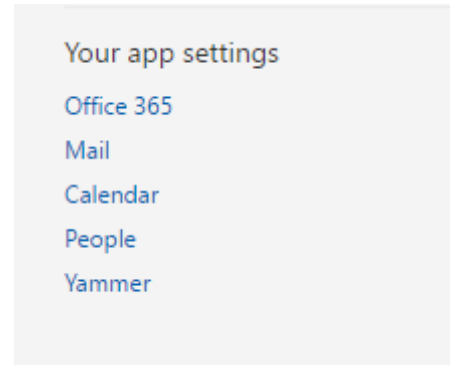 Your app settings
Office 365
Mail
Calendar
People
Yammer